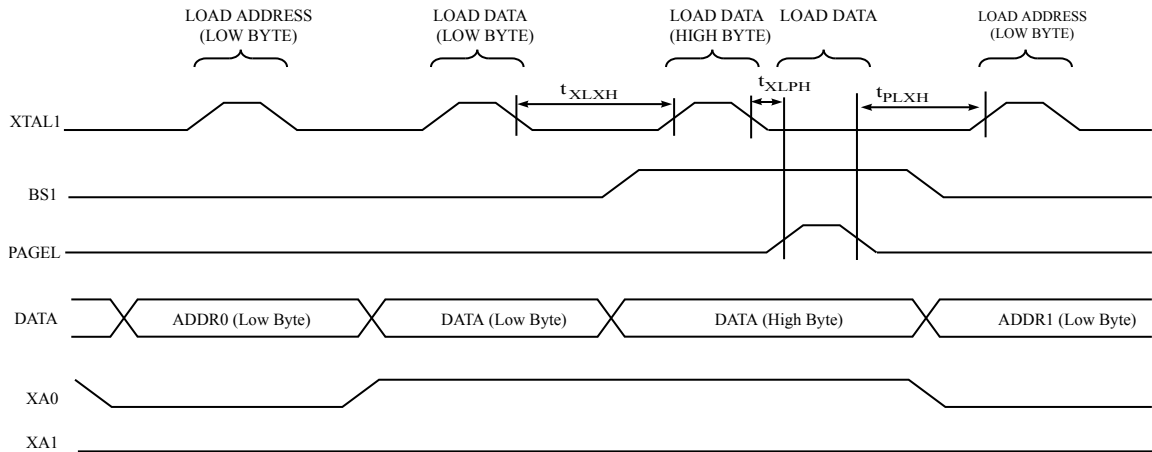 LOAD ADDRESS
(LOW BYTE)
LOAD DATA
(LOW BYTE)
LOAD DATA
(HIGH BYTE)
LOAD DATA
LOAD ADDRESS
(LOW BYTE)
tXLXH
tXLPH
tPLXH
XTAL1
BS1
PAGEL
DATA
ADDR0 (Low Byte)
DATA (Low Byte)
DATA (High Byte)
ADDR1 (Low Byte)
XA0
XA1